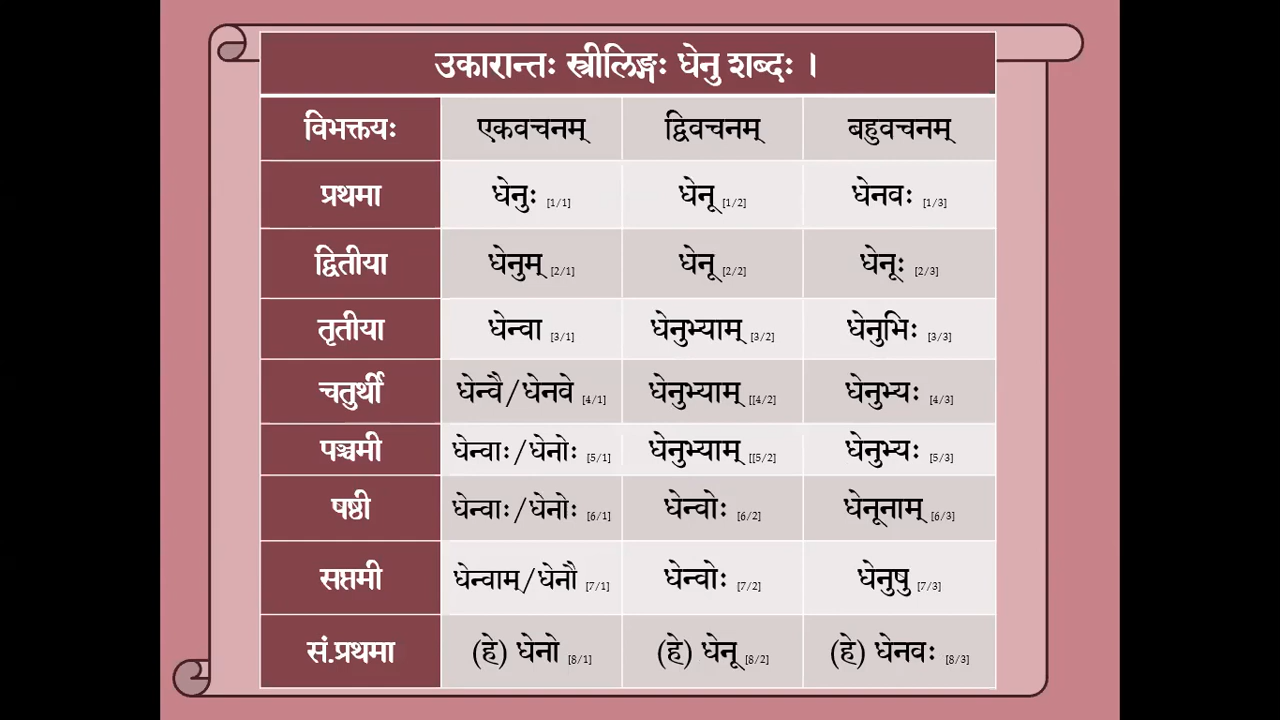 उकारान्तः स्त्रीलिङ्गः धेनु शब्दः ।
विभक्तयः एकवचनम् द्विवचनम् बहुवचनम्
प्रथमा धेनुः [1/1] धेनू [1/2] धेनवः [1/3]
द्वितीया धेनुम् [2/1] धेनू [2/2] धेनूः [2/3]
तृतीया धेन्वा [3/1] धेनुभ्याम् [3/2] धेनुभिः [3/3]
चतुर्थी धेन्वै/धेनवे [4/1] धेनुभ्याम् [[4/2] धेनुभ्यः [4/3]
पञ्चमी धेन्वाः/धेनोः [5/1] धेनुभ्याम् [[5/2] धेनुभ्यः [5/3]
षष्ठी धेन्वाः/धेनोः [6/1] धेन्वोः [6/2] धेनूनाम् [6/3]
सप्तमी धेन्वाम्/धेनौ [7/1] धेन्वोः [7/2] धेनुषु [7/3]
सं.प्रथमा (हे) धेनो [8/1] (हे) धेनू [8/2] (हे) धेनवः [8/3]